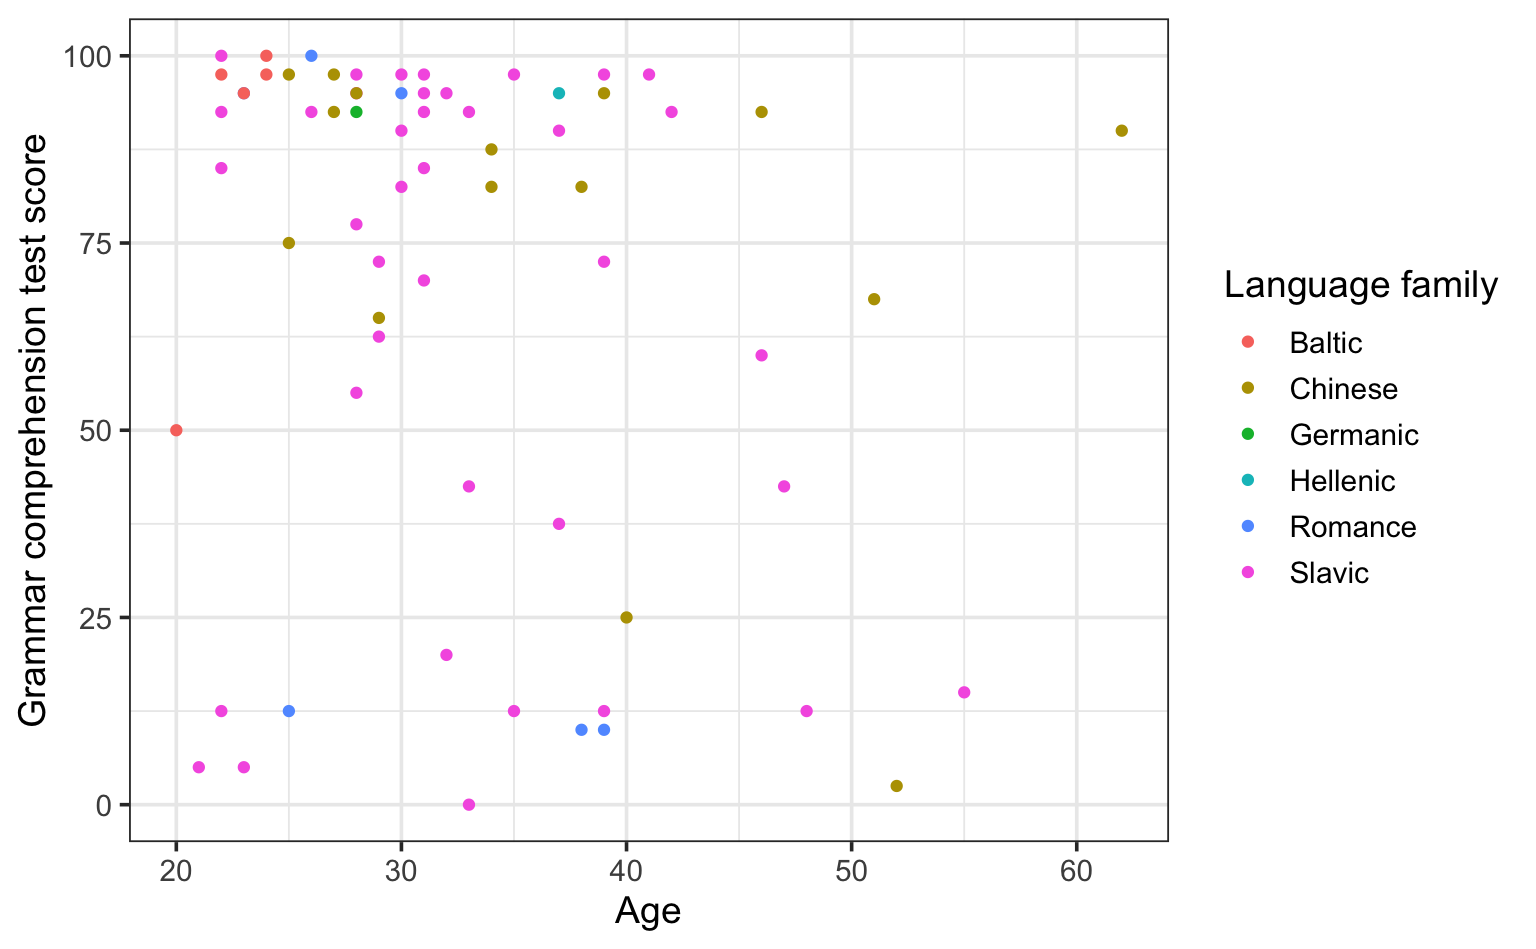 Grammar comprehension test score
100
75
50
25
0
20 30 40 50 60
Age
Language family
Baltic
Chinese
Germanic
Hellenic
Romance
Slavic